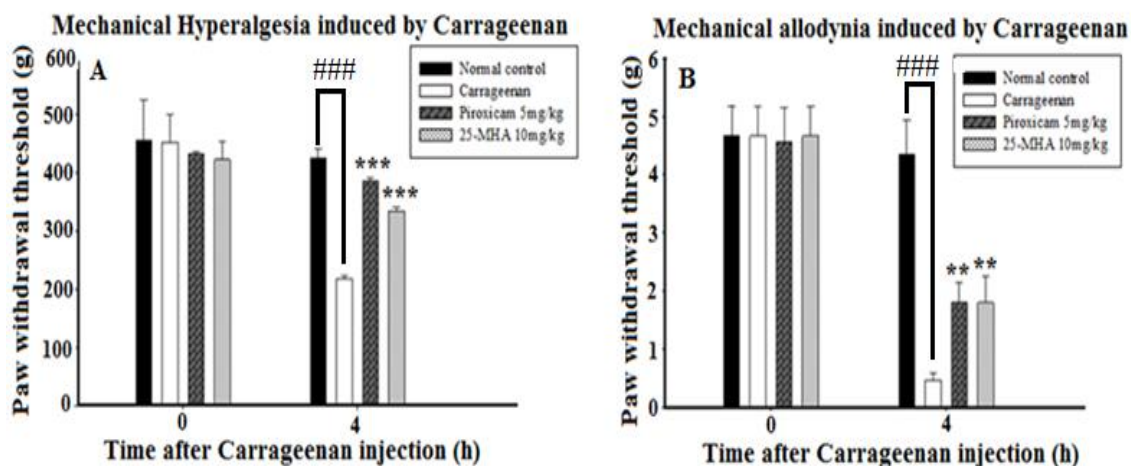 Mechanical Hyperalgesia induced by Carrageenan
A
Paw withdrawal threshold (g)
600
500
400
300
200
100
0
Normal control
Carrageenan
Piroxicam 5mg/kg
25-MHA 10mg/kg
###
***
***
0
4
Time after Carrageenan injection (h)
Mechanical allodynia induced by Carrageenan
B
Paw withdrawal threshold (g)
6
5
4
3
2
1
0
Normal control
Carrageenan
Piroxicam 5mg/kg
25-MHA 10mg/kg
###
**
**
0
4
Time after Carrageenan injection (h)